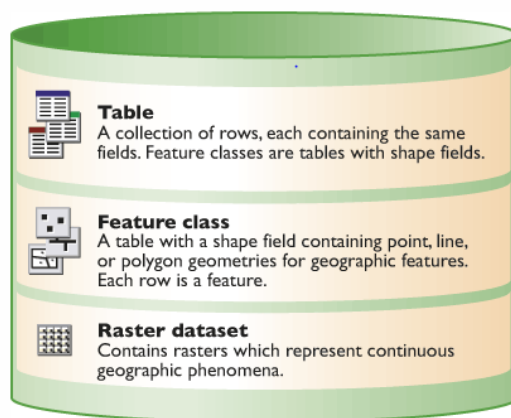 Table
A collection of rows, each containing the same
fields. Feature classes are tables with shape fields.
Feature class
A table with a shape field containing point, line,
or polygon geometries for geographic features.
Each row is a feature.
Raster dataset
Contains rasters which represent continuous
geographic phenomena.